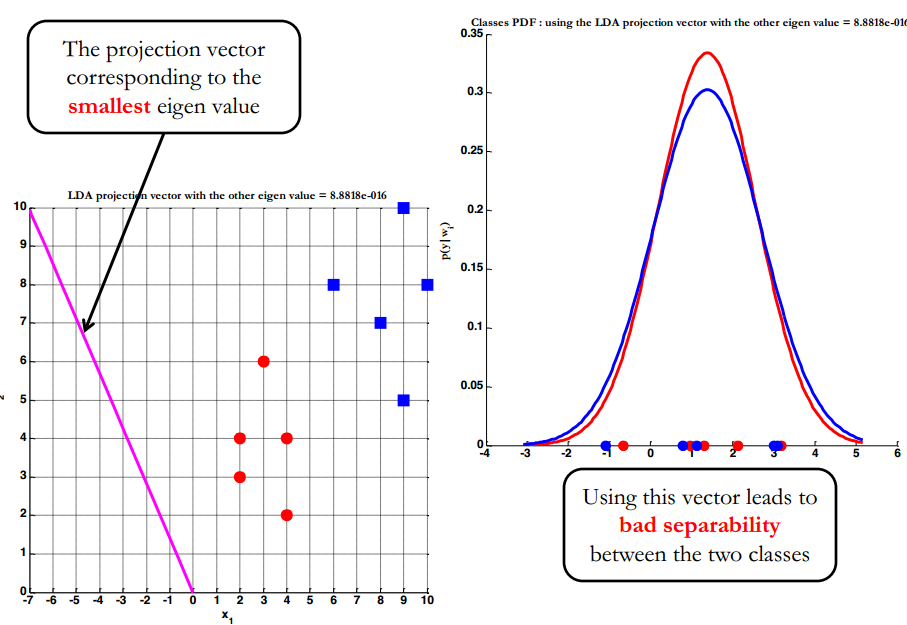 The projection vector
corresponding to the
smallest eigen value
LDA projection vector with the other eigen value = 8.8818e-016
10
9
8
7
6
5
4
3
2
1
0
-7 -6 -5 -4 -3 -2 -1 0 1 2 3 4 5 6 7 8 9 10
x1
2
Classes PDF : using the LDA projection vector with the other eigen value = 8.8818e-016
0.35
0.3
0.25
0.2
0.15
0.1
0.05
0
p(y|wi)
-4 -3 -2 -1 0 1 2 3 4 5 6
Using this vector leads to
bad separability
between the two classes